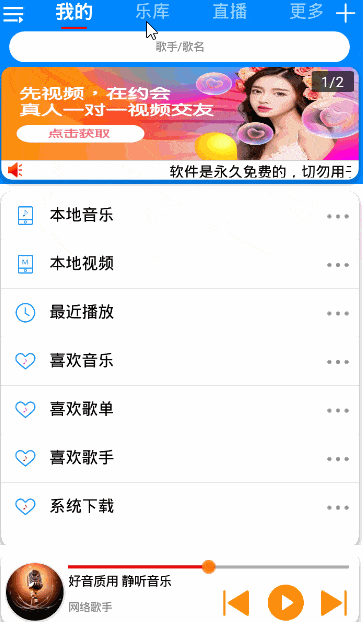 我的 乐库 直播 更多
歌手/歌名
先视频，在约会
1/2
真人一对一视频交友
点击获取
软件是永久免费的，切勿用于
本地音乐
M
本地视频
最近播放
喜欢音乐
喜欢歌单
喜欢歌手
系统下载
好音质用 静听音乐
网络歌手